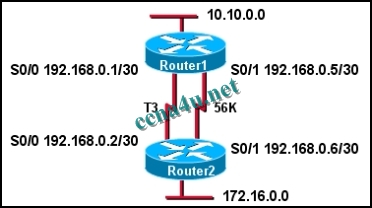 10.10.0.0
Router1
S0/0 192.168.0.1/30
S0/1 192.168.0.5/30
T3
56K
ccna4u.net
S0/0 192.168.0.2/30
S0/1 192.168.0.6/30
Router2
172.16.0.0